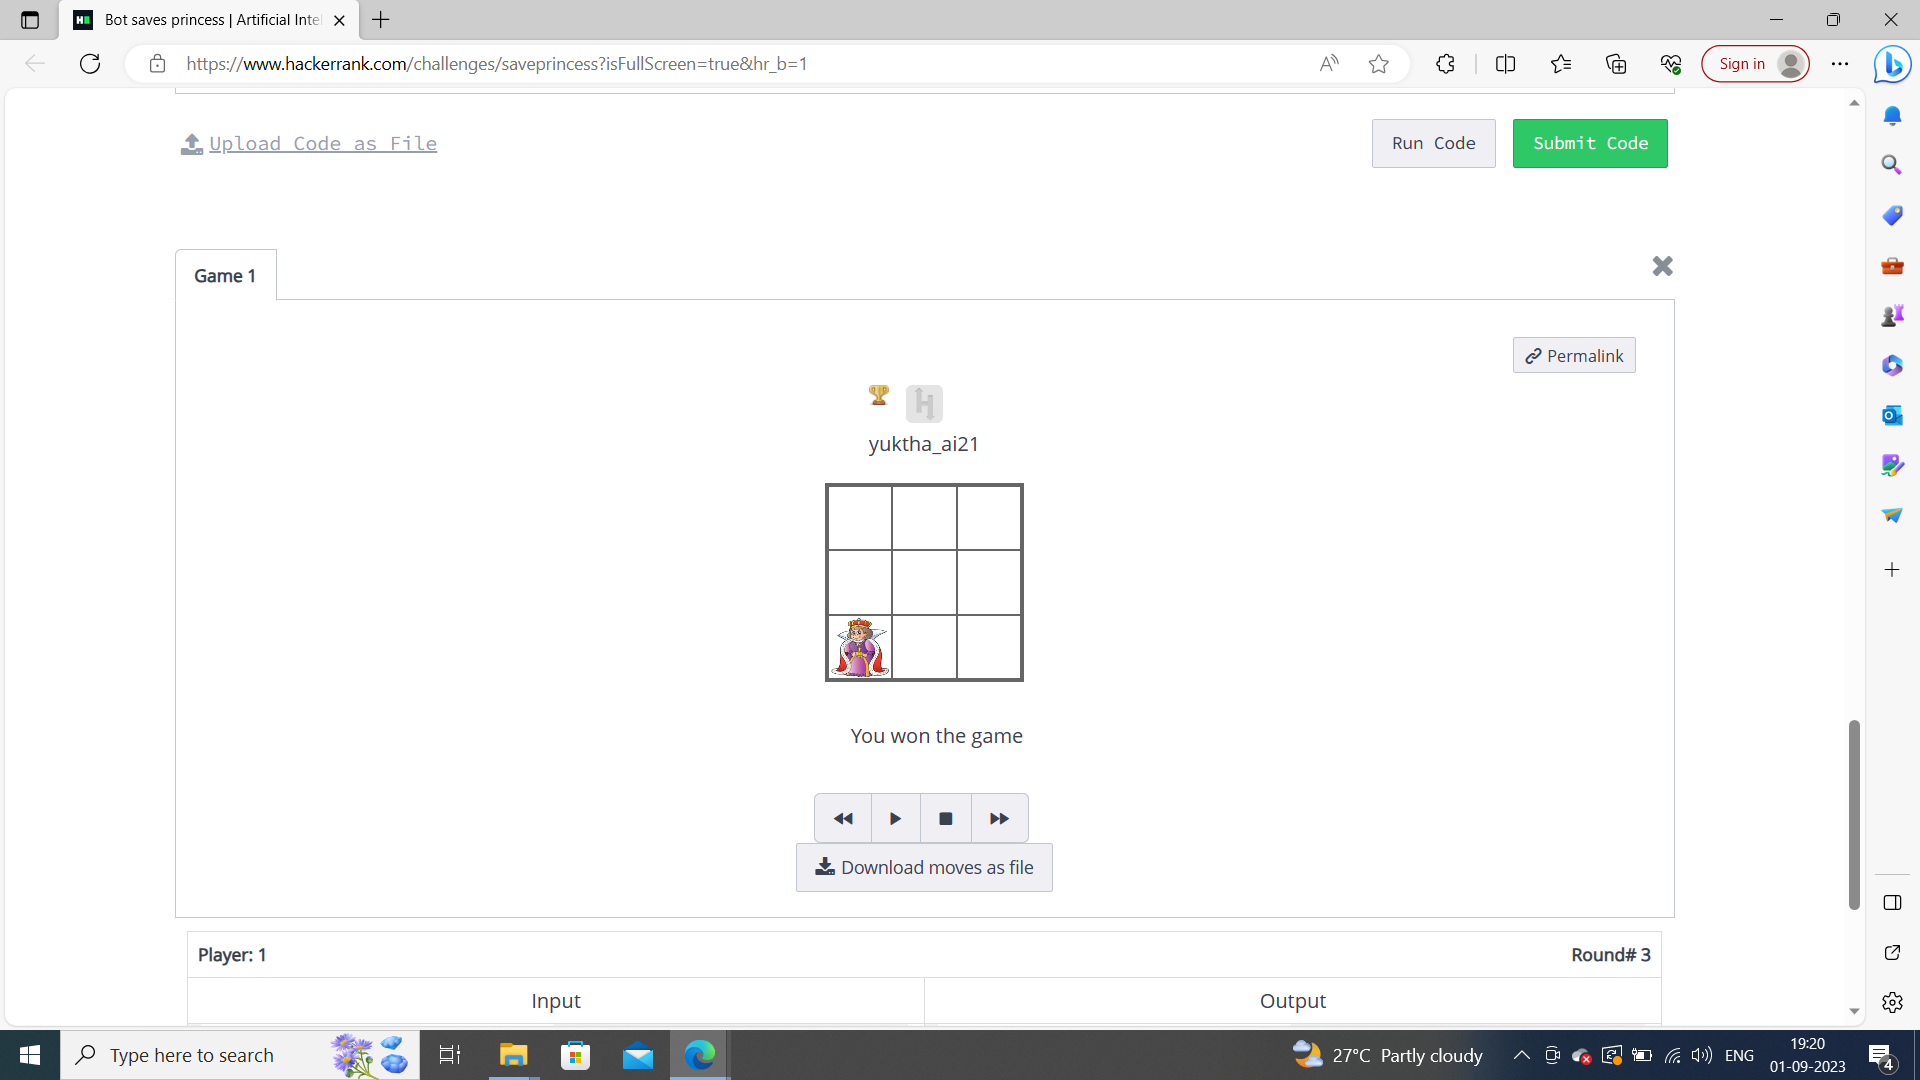 Bot saves princess | Artificial Inte
https://www.hackerrank.com/challenges/saveprincess?isFullScreen=true&hr_b=1
Sign in
Upload Code as File
Run Code
Submit Code
Game 1
Permalink
yuktha_ai21
You won the game
Download moves as file
Player: 1
Round# 3
Input
Output
Type here to search
27°C Partly cloudy
ENG
19:20
01-09-2023
4